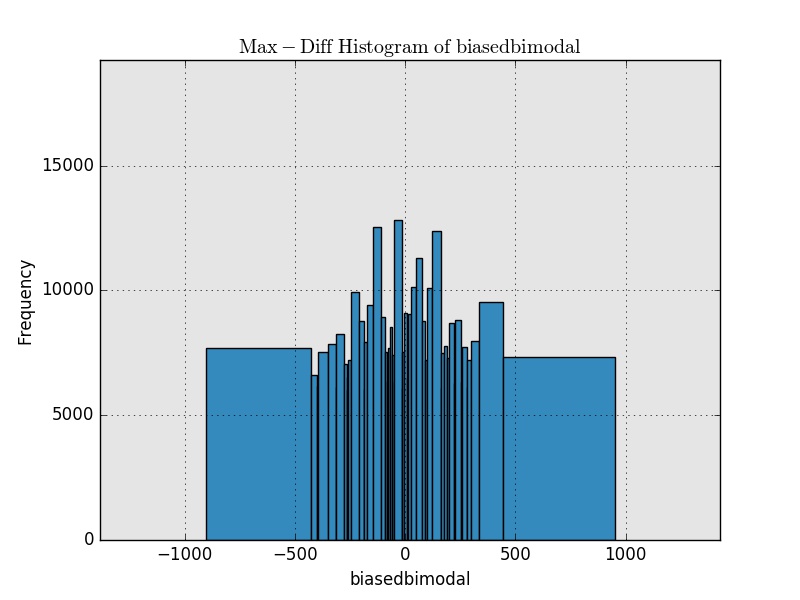 Max − Diff Histogram of biasedbimodal
15000
10000
5000
0
Frequency
−1000 −500 0 500 1000
biasedbimodal